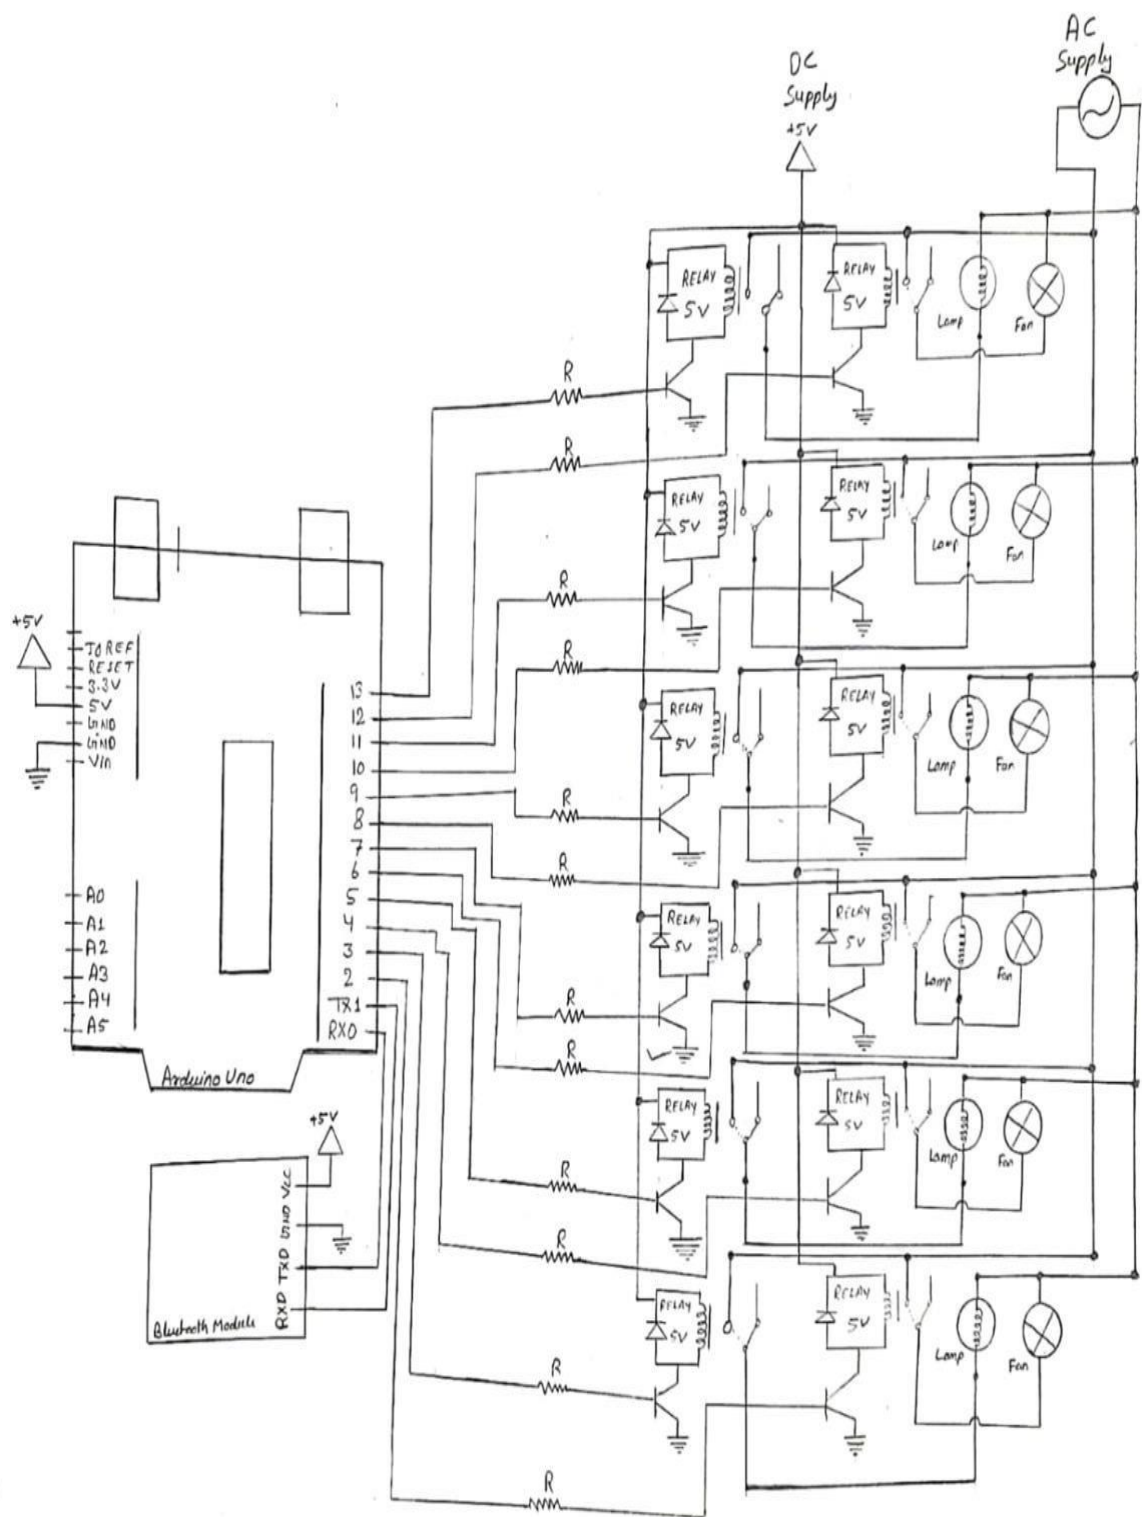 AC
Supply
DC
Supply
+5V
RELAY
5V
RELAY
5V
Lamp
Fan
R
R
RELAY
5V
RELAY
5V
Lamp
Fan
R
R
+5V
IOREF
RESET
3.3V
5V
GND
GND
Vin
A0
A1
A2
A3
A4
A5
13
12
11
10
9
8
7
6
5
4
3
2
TX1
RX0
Arduino Uno
RELAY
5V
RELAY
5V
Lamp
Fan
R
R
RELAY
5V
RELAY
5V
Lamp
Fan
R
R
RELAY
5V
RELAY
5V
Lamp
Fan
R
R
+5V
Vcc
GND
TXD
RXD
Bluetooth Module
RELAY
5V
RELAY
5V
Lamp
Fan
R
R